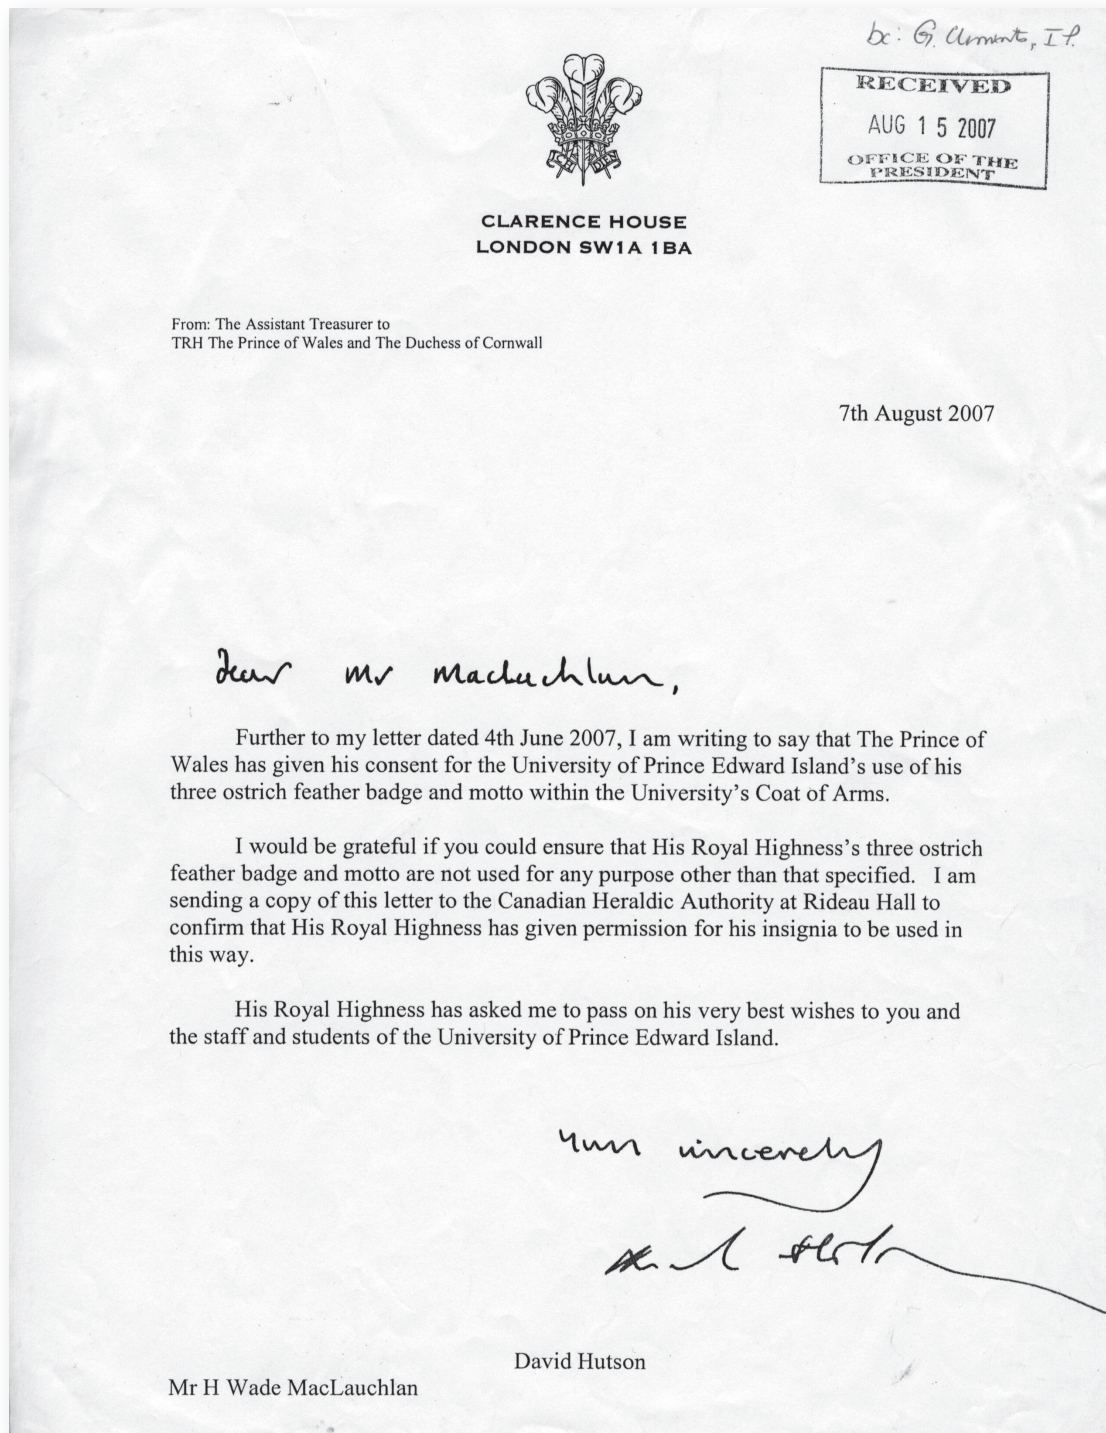 bc: G. Clements, I.P.
RECEIVED
AUG 15 2007
OFFICE OF THE
PRESIDENT
ICH DIEN
CLARENCE HOUSE
LONDON SW1A 1BA
From: The Assistant Treasurer to
TRH The Prince of Wales and The Duchess of Cornwall
7th August 2007
Dear Mr MacLauchlan,
Further to my letter dated 4th June 2007, I am writing to say that The Prince of
Wales has given his consent for the University of Prince Edward Island's use of his
three ostrich feather badge and motto within the University's Coat of Arms.
I would be grateful if you could ensure that His Royal Highness's three ostrich
feather badge and motto are not used for any purpose other than that specified. I am
sending a copy of this letter to the Canadian Heraldic Authority at Rideau Hall to
confirm that His Royal Highness has given permission for his insignia to be used in
this way.
His Royal Highness has asked me to pass on his very best wishes to you and
the staff and students of the University of Prince Edward Island.
Yours sincerely
David Hutson
Mr H Wade MacLauchlan